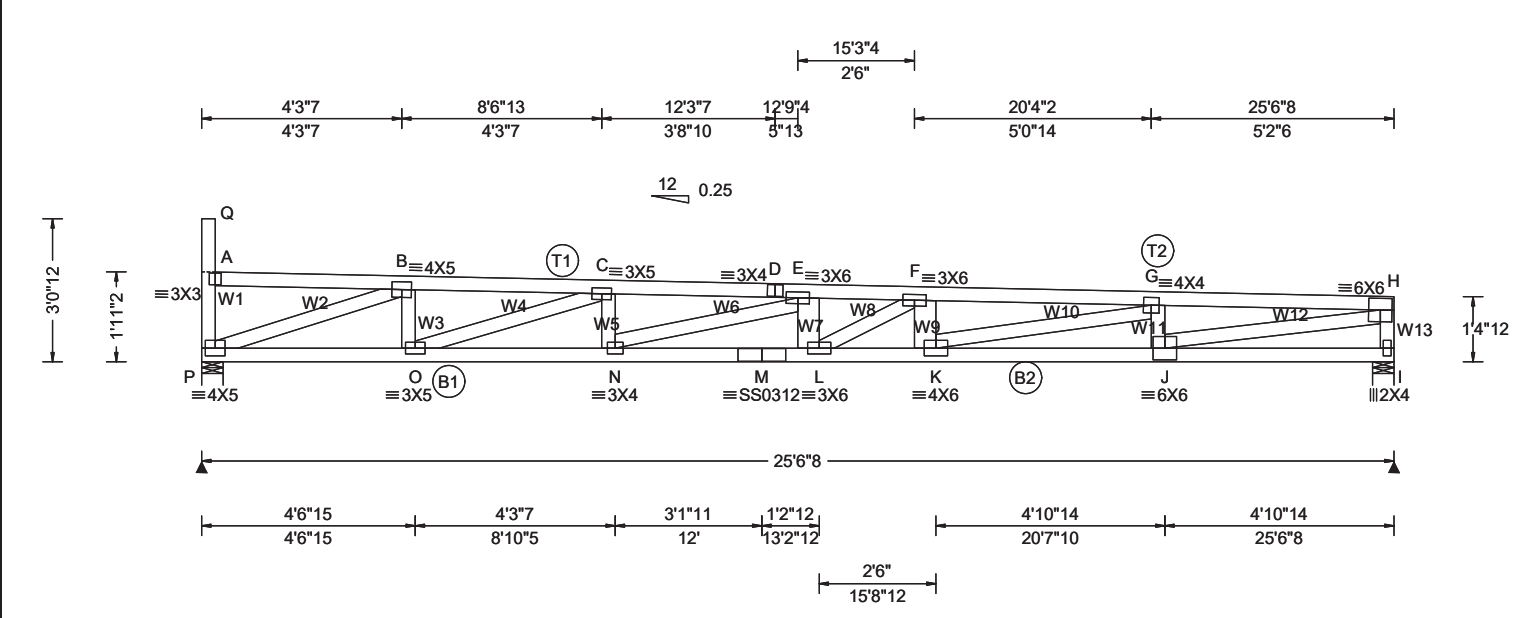 15'3"4
2'6"
4'3"7 8'6"13 12'3"7 12'9"4 20'4"2 25'6"8
4'3"7 4'3"7 3'8"10 5"13 5'0"14 5'2"6
12 0.25
Q
A B ≡4X5 T1 C ≡3X5 ≡3X4 D E ≡3X6 F ≡3X6 T2 G ≡4X4 ≡6X6 H
3'0"12 1'11"2 ≡3X3 W1 W2 W3 W4 W5 W6 W7 W8 W9 W10 W11 W12 W13 1'4"12
P O B1 N M L K B2 J I
≡4X5 ≡3X5 ≡3X4 ≡SS0312 ≡3X6 ≡4X6 ≡6X6 |||2X4
25'6"8
4'6"15 4'3"7 3'1"11 1'2"12 4'10"14 4'10"14
4'6"15 8'10"5 12' 13'2"12 20'7"10 25'6"8
2'6"
15'8"12